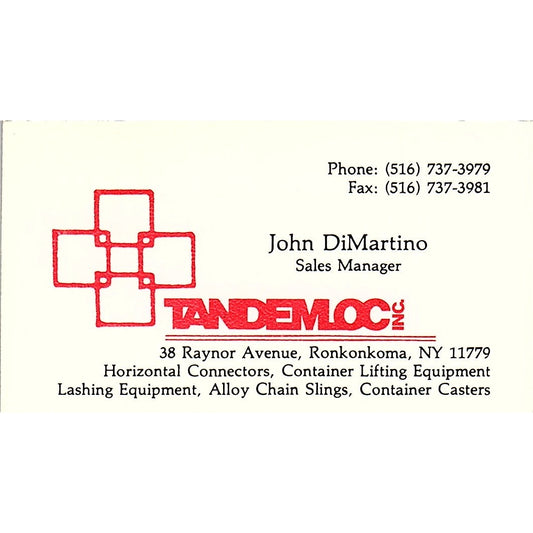 Phone: (516) 737-3979
Fax: (516) 737-3981
John DiMartino
Sales Manager
TANDEMLOC INC.
38 Raynor Avenue, Ronkonkoma, NY 11779
Horizontal Connectors, Container Lifting Equipment
Lashing Equipment, Alloy Chain Slings, Container Casters